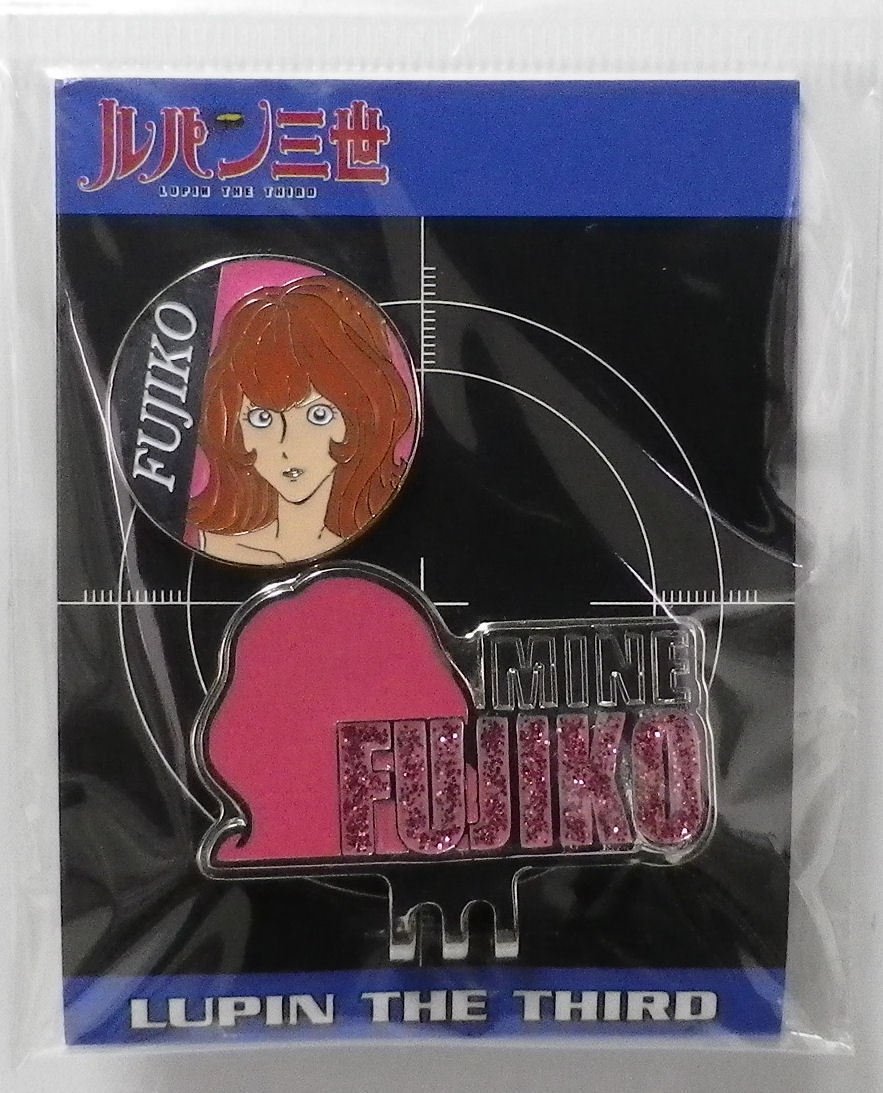 ルパン三世
LUPIN THE THIRD
FUJIKO
MINE
FUJIKO
LUPIN THE THIRD